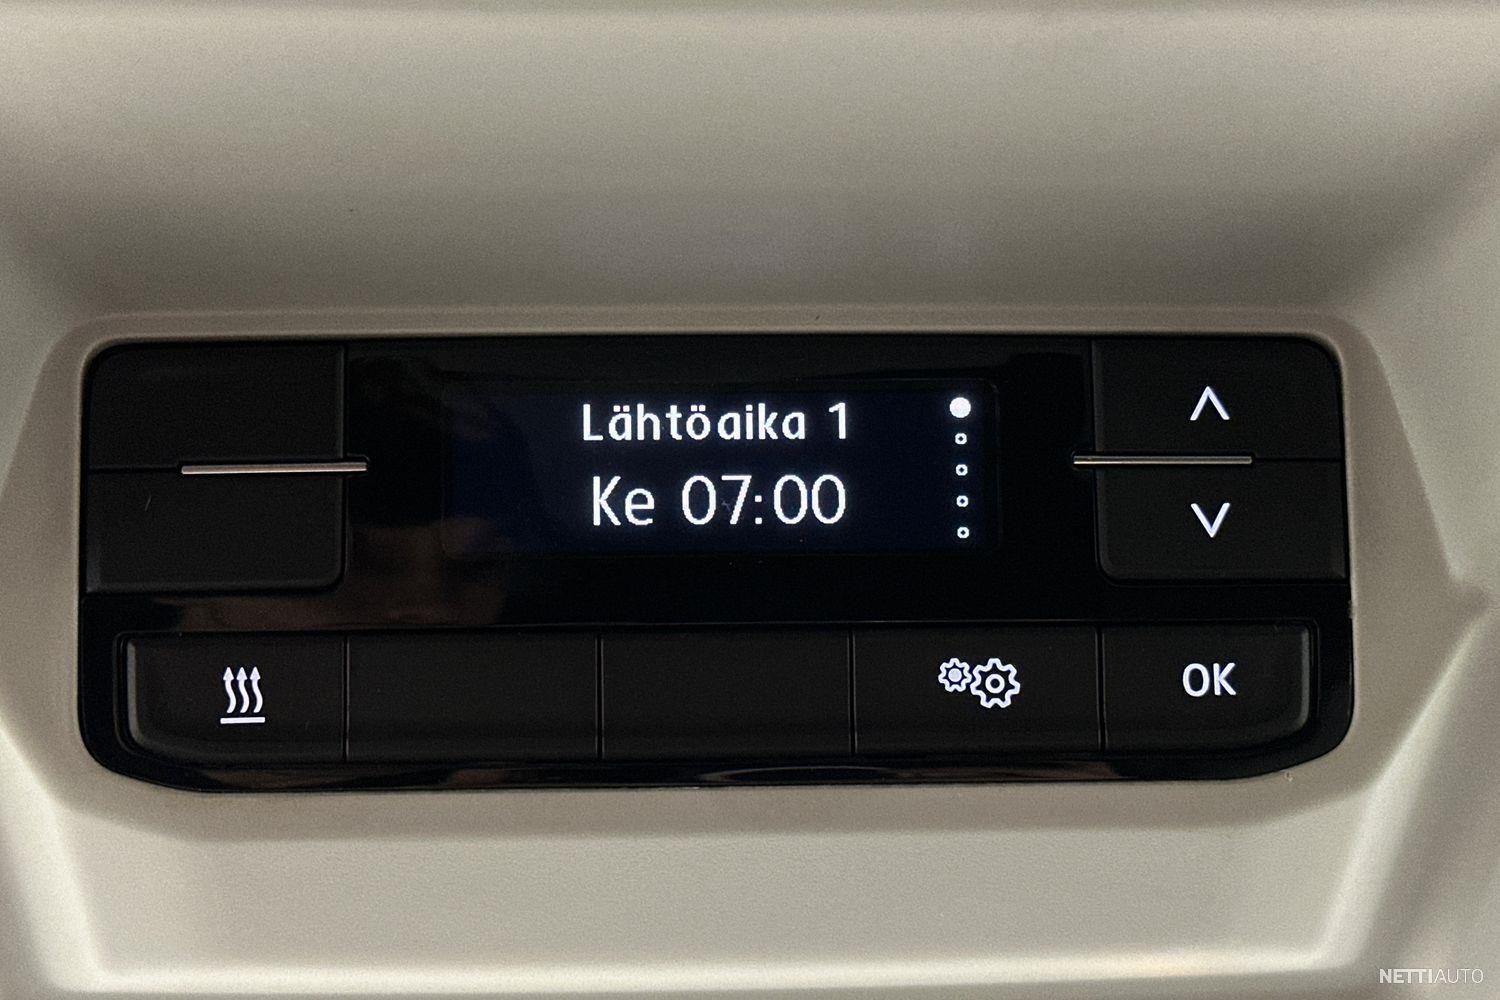 Lähtöaika 1
Ke 07:00
OK
NETTIAUTO